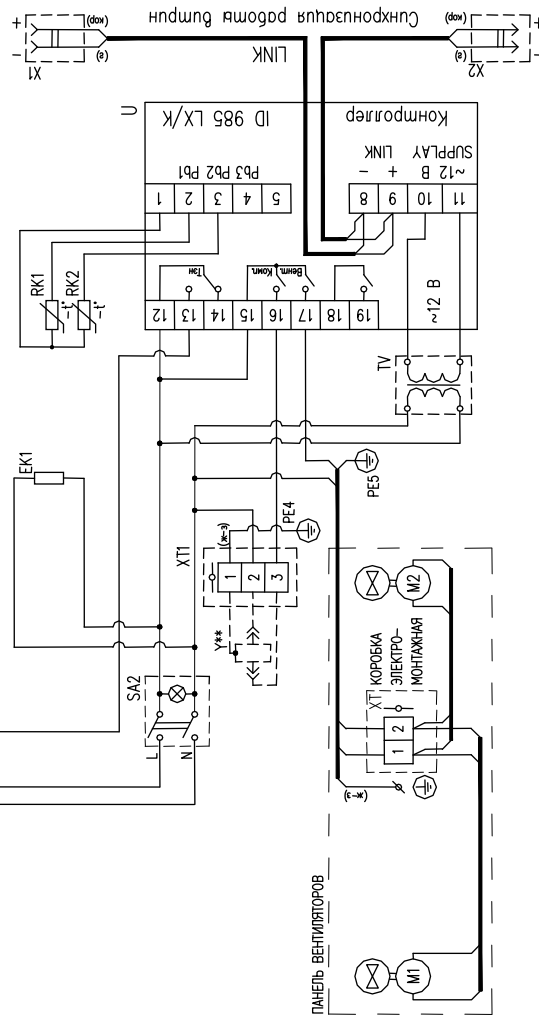 Синхронизация работы витрин
LINK
+
−
X1
(кор)
(з)
(кор)
(з)
X2
+
−
U
ID 985 LX/K
Контроллер
Pb3 Pb2 Pb1
LINK
− +
~12 В
SUPPLAY
1 2 3 4 5
8 9 10 11
RK1
-t°
RK2
-t°
Тэн
Комп.
Вент.
12 13 14 15 16 17 18 19
~12 В
TV
EK1
PE5
XT1
(ж-з)
PE4
1 2 3
Y**
SA2
L
N
M2
КОРОБКА
ЭЛЕКТРО-
МОНТАЖНАЯ
XT
1 2
(ж-з)
ПАНЕЛЬ ВЕНТИЛЯТОРОВ
M1